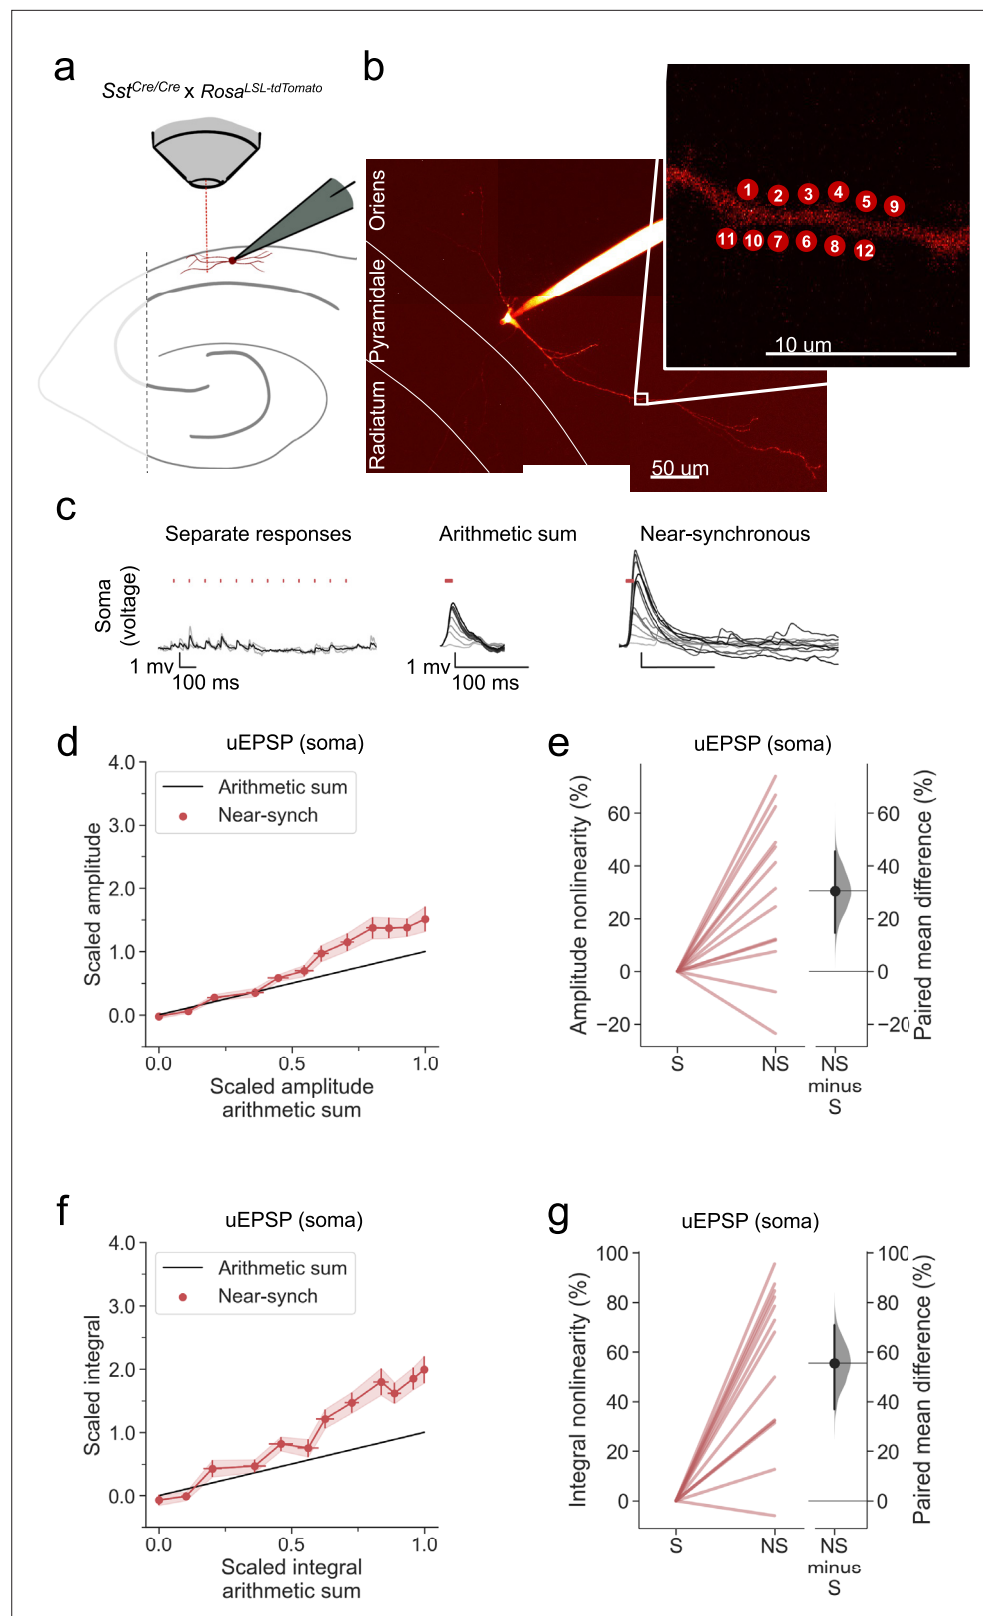 a
Sst^Cre/Cre x Rosa^LSL-tdTomato
b
Oriens
Pyramidale
Radiatum
1 2 3 4 5 9
11 10 7 6 8 12
10 um
50 um
c
Separate responses
Arithmetic sum
Near-synchronous
Soma
(voltage)
1 mv
100 ms
1 mv
100 ms
d
uEPSP (soma)
4.0
3.0
2.0
1.0
0.0
Scaled amplitude
Arithmetic sum
Near-synch
0.0 0.5 1.0
Scaled amplitude
arithmetic sum
e
uEPSP (soma)
Amplitude nonlinearity (%)
60
40
20
0
−20
S NS
Paired mean difference (%)
60
40
20
0
−20
NS
minus
S
f
uEPSP (soma)
4.0
3.0
2.0
1.0
0.0
Scaled integral
Arithmetic sum
Near-synch
0.0 0.5 1.0
Scaled integral
arithmetic sum
g
uEPSP (soma)
Integral nonlinearity (%)
100
80
60
40
20
0
S NS
Paired mean difference (%)
100
80
60
40
20
0
NS
minus
S